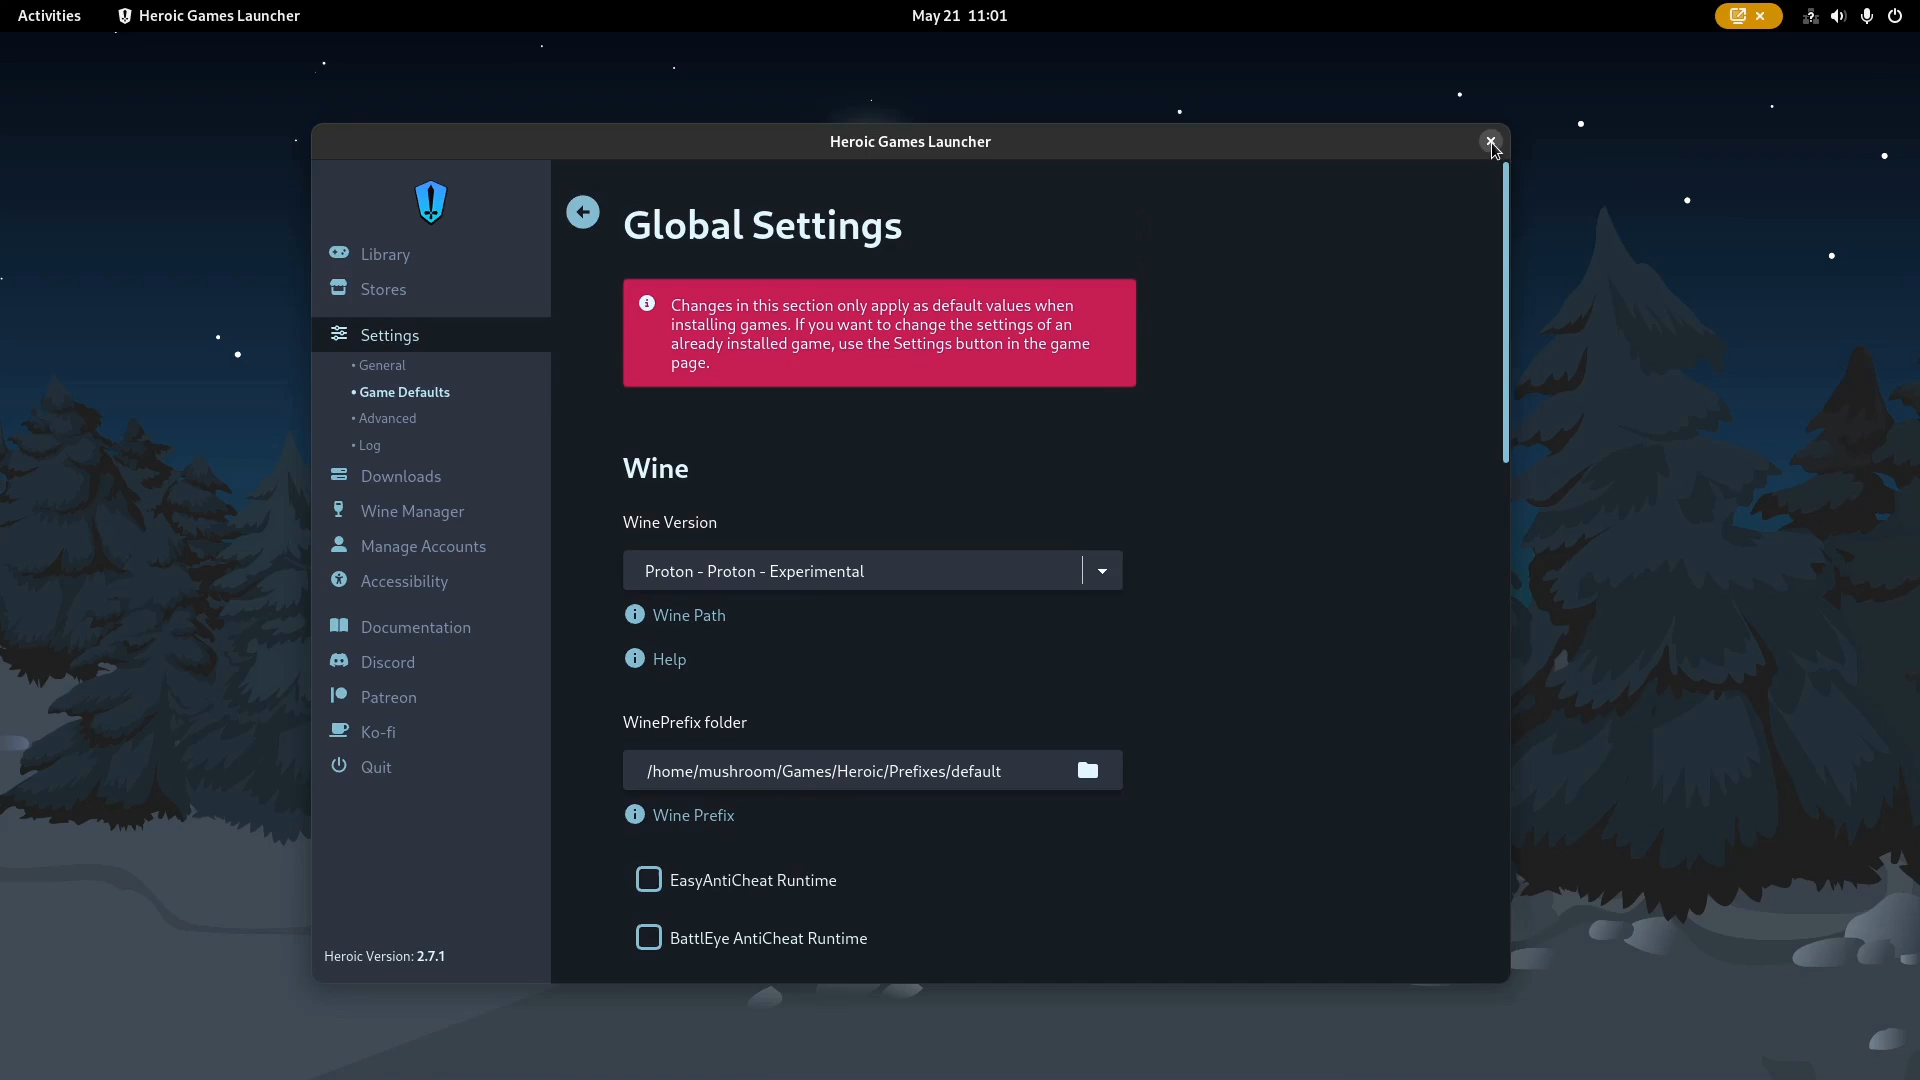 Activities
Heroic Games Launcher
May 21 11:01
Heroic Games Launcher
Library
Stores
Settings
• General
• Game Defaults
• Advanced
• Log
Downloads
Wine Manager
Manage Accounts
Accessibility
Documentation
Discord
Patreon
Ko-fi
Quit
Heroic Version: 2.7.1
Global Settings
Changes in this section only apply as default values when
installing games. If you want to change the settings of an
already installed game, use the Settings button in the game
page.
Wine
Wine Version
Proton - Proton - Experimental
Wine Path
Help
WinePrefix folder
/home/mushroom/Games/Heroic/Prefixes/default
Wine Prefix
EasyAntiCheat Runtime
BattlEye AntiCheat Runtime